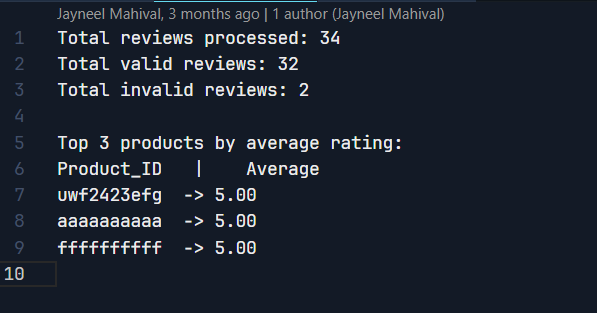 Jayneel Mahival, 3 months ago | 1 author (Jayneel Mahival)
1 Total reviews processed: 34
2 Total valid reviews: 32
3 Total invalid reviews: 2
4
5 Top 3 products by average rating:
6 Product_ID   |    Average
7 uwf2423efg  -> 5.00
8 aaaaaaaaaa  -> 5.00
9 ffffffffff  -> 5.00
10